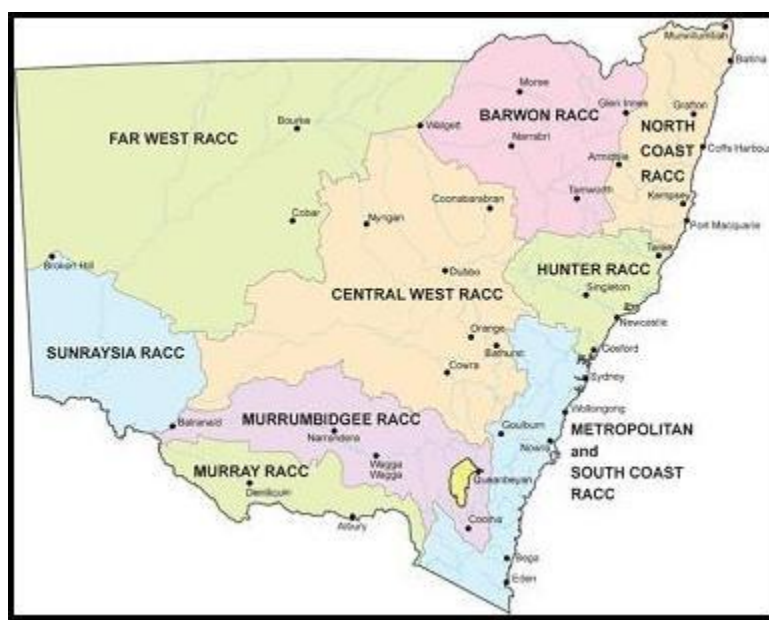 Murwillumbah
Ballina
Moree
Glen Innes
Grafton
BARWON RACC
Bourke
Walgett
FAR WEST RACC
Narrabri
NORTH
COAST
RACC
Coffs Harbour
Armidale
Tamworth
Kempsey
Coonabarabran
Cobar
Nyngan
Port Macquarie
Taree
Broken Hill
Dubbo
HUNTER RACC
Singleton
CENTRAL WEST RACC
Newcastle
Orange
Bathurst
SUNRAYSIA RACC
Gosford
Cowra
Sydney
Wollongong
Balranald
MURRUMBIDGEE RACC
Goulburn
METROPOLITAN
and
SOUTH COAST
RACC
Narrandera
Nowra
Wagga
Wagga
MURRAY RACC
Queanbeyan
Deniliquin
Albury
Cooma
Bega
Eden